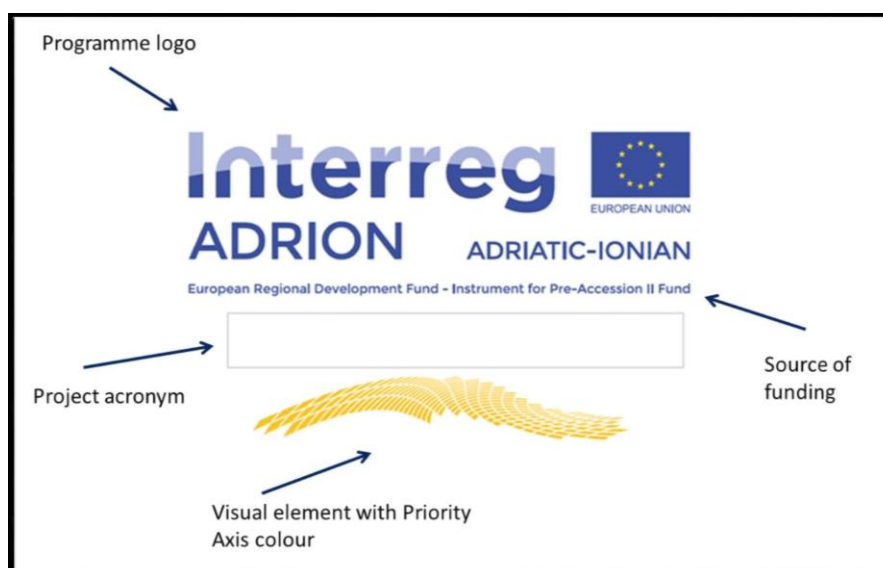 Programme logo
Interreg
EUROPEAN UNION
ADRION ADRIATIC-IONIAN
European Regional Development Fund - Instrument for Pre-Accession II Fund
Project acronym
Source of
funding
Visual element with Priority
Axis colour